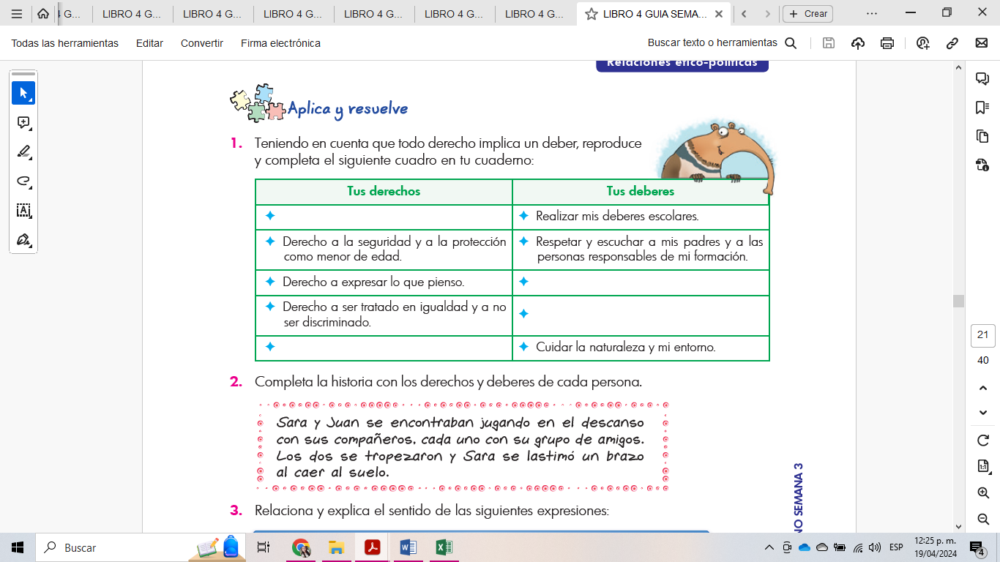 4 G...
LIBRO 4 G...
LIBRO 4 G...
LIBRO 4 G...
LIBRO 4 G...
LIBRO 4 G...
LIBRO 4 G...
LIBRO 4 GUIA SEMA...
Crear
Todas las herramientas
Editar
Convertir
Firma electrónica
Buscar texto o herramientas
Relaciones ético-políticas
Aplica y resuelve
1. Teniendo en cuenta que todo derecho implica un deber, reproduce
y completa el siguiente cuadro en tu cuaderno:
Tus derechos
Tus deberes
Realizar mis deberes escolares.
Derecho a la seguridad y a la protección
como menor de edad.
Respetar y escuchar a mis padres y a las
personas responsables de mi formación.
Derecho a expresar lo que pienso.
Derecho a ser tratado en igualdad y a no
ser discriminado.
Cuidar la naturaleza y mi entorno.
2. Completa la historia con los derechos y deberes de cada persona.
Sara y Juan se encontraban jugando en el descanso
con sus compañeros, cada uno con su grupo de amigos.
Los dos se tropezaron y Sara se lastimó un brazo
al caer al suelo.
3. Relaciona y explica el sentido de las siguientes expresiones:
NO SEMANA 3
21
40
1:1
Buscar
ESP
12:25 p. m.
19/04/2024
4